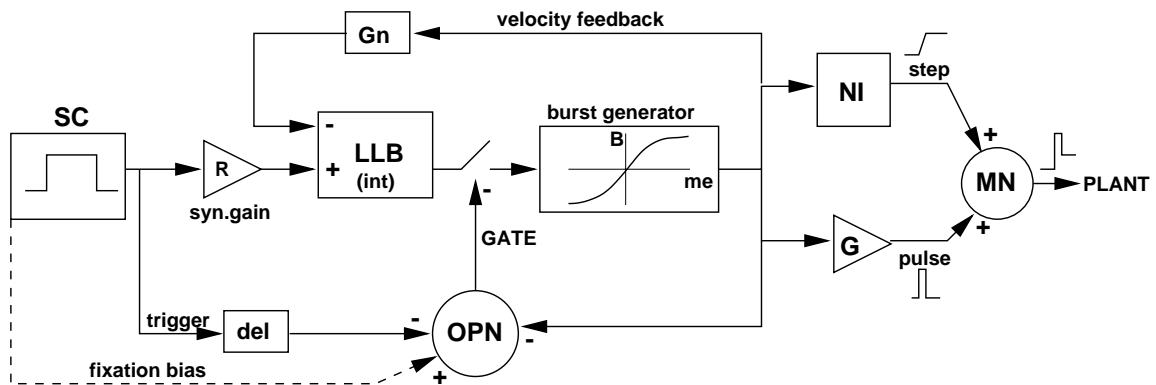 velocity feedback
Gn
step
NI
SC
burst generator
-
B
LLB
+
R
+
(int)
-
me
MN
PLANT
syn.gain
+
GATE
G
pulse
trigger
del
-
OPN
-
fixation bias
+